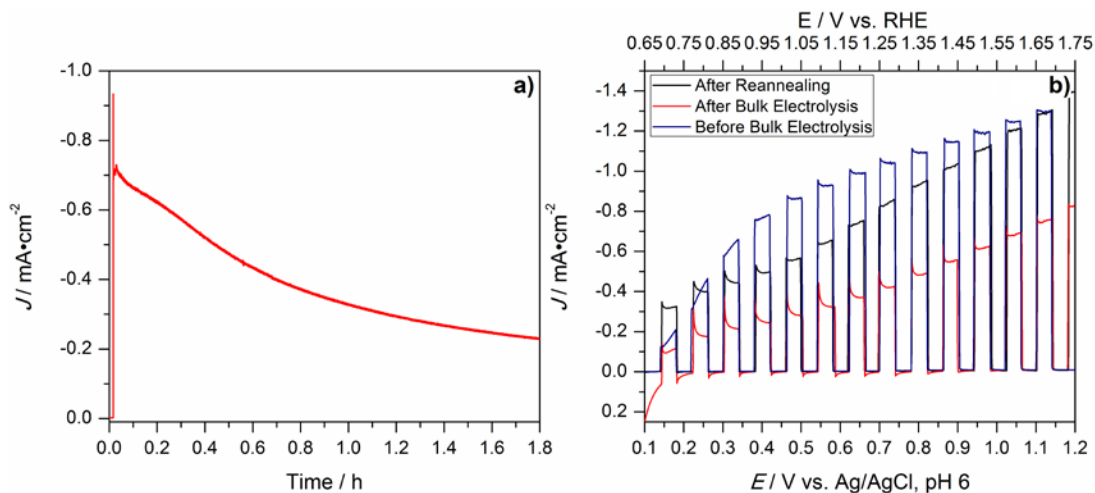 a)
-1.0
-0.8
-0.6
-0.4
-0.2
0.0
J / mA•cm-2
0.0 0.2 0.4 0.6 0.8 1.0 1.2 1.4 1.6 1.8
Time / h
E / V vs. RHE
0.65 0.75 0.85 0.95 1.05 1.15 1.25 1.35 1.45 1.55 1.65 1.75
b)
After Reannealing
After Bulk Electrolysis
Before Bulk Electrolysis
-1.4
-1.2
-1.0
-0.8
-0.6
-0.4
-0.2
0.0
0.2
J / mA•cm-2
0.1 0.2 0.3 0.4 0.5 0.6 0.7 0.8 0.9 1.0 1.1 1.2
E / V vs. Ag/AgCl, pH 6